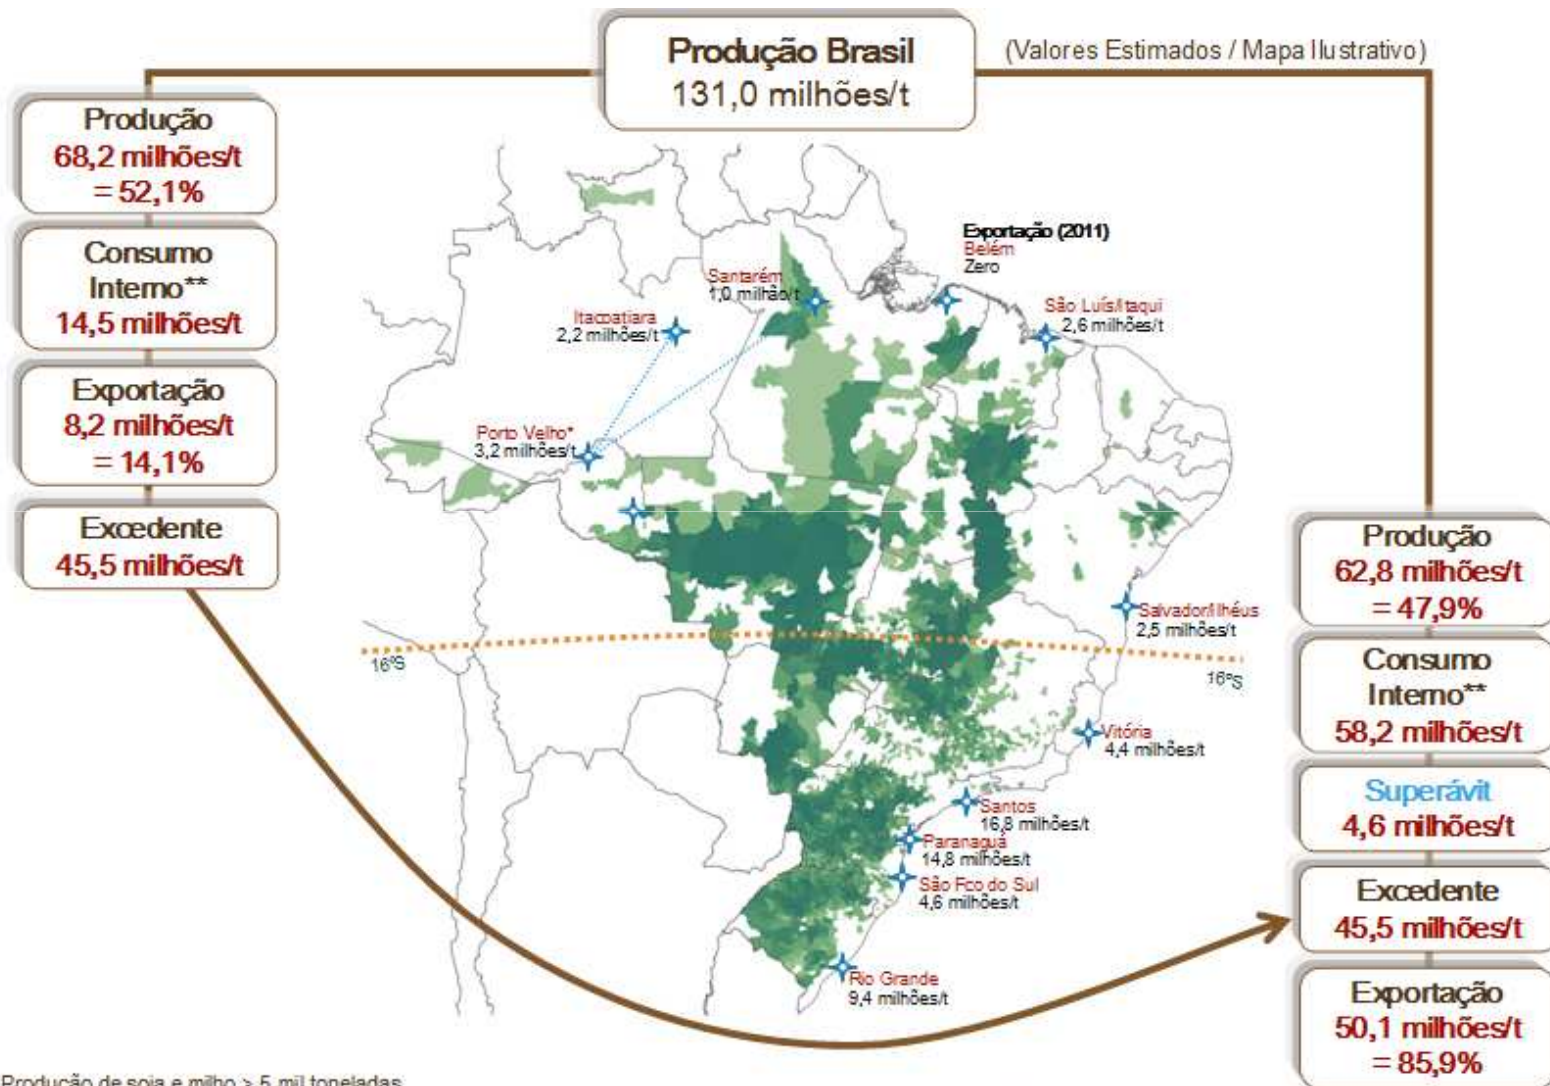 Produção Brasil
131,0 milhões/t
(Valores Estimados / Mapa Ilustrativo)
Produção
68,2 milhões/t
= 52,1%
Consumo
Interno**
14,5 milhões/t
Exportação
8,2 milhões/t
= 14,1%
Excedente
45,5 milhões/t
Exportação (2011)
Belém
Zero
Santarém
1,0 milhão/t
São Luís/Itaqui
2,6 milhões/t
Itacoatiara
2,2 milhões/t
Porto Velho*
3,2 milhões/t
Salvador/Ilhéus
2,5 milhões/t
16ºS
16ºS
Vitória
4,4 milhões/t
Santos
16,8 milhões/t
Paranaguá
14,8 milhões/t
São Fco do Sul
4,6 milhões/t
Rio Grande
9,4 milhões/t
Produção
62,8 milhões/t
= 47,9%
Consumo
Interno**
58,2 milhões/t
Superávit
4,6 milhões/t
Excedente
45,5 milhões/t
Exportação
50,1 milhões/t
= 85,9%
Produção de soja e milho > 5 mil toneladas